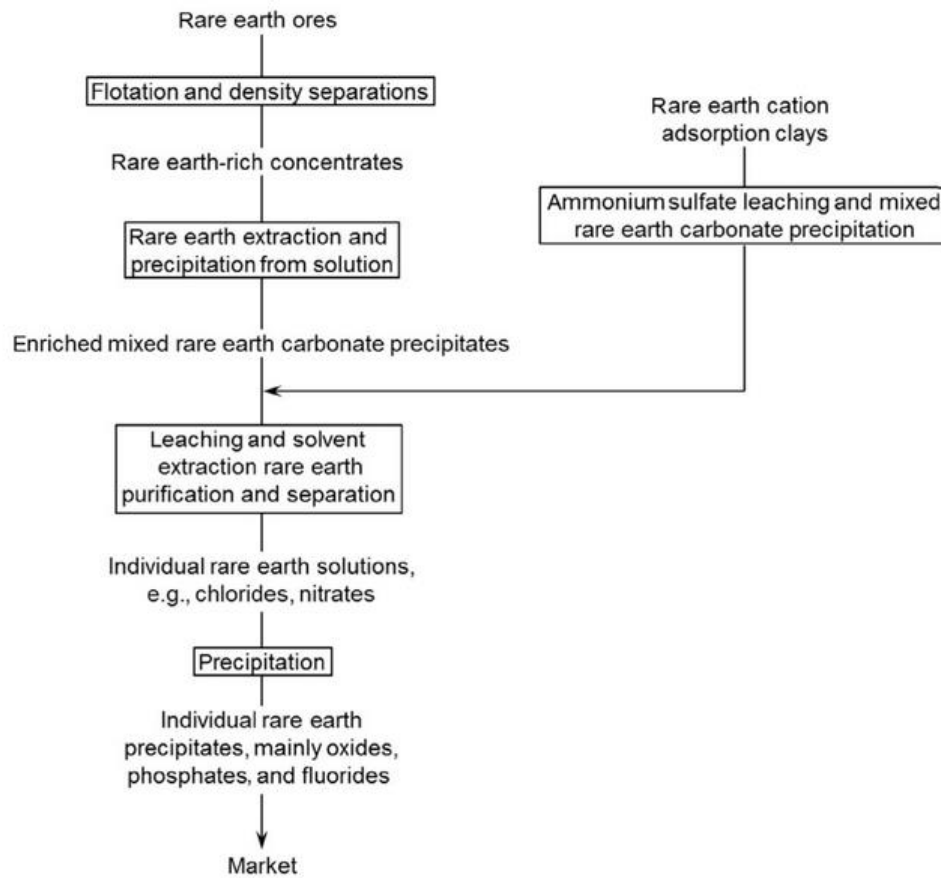 Rare earth ores
Flotation and density separations
Rare earth cation
adsorption clays
Rare earth-rich concentrates
Ammonium sulfate leaching and mixed
rare earth carbonate precipitation
Rare earth extraction and
precipitation from solution
Enriched mixed rare earth carbonate precipitates
Leaching and solvent
extraction rare earth
purification and separation
Individual rare earth solutions,
e.g., chlorides, nitrates
Precipitation
Individual rare earth
precipitates, mainly oxides,
phosphates, and fluorides
Market